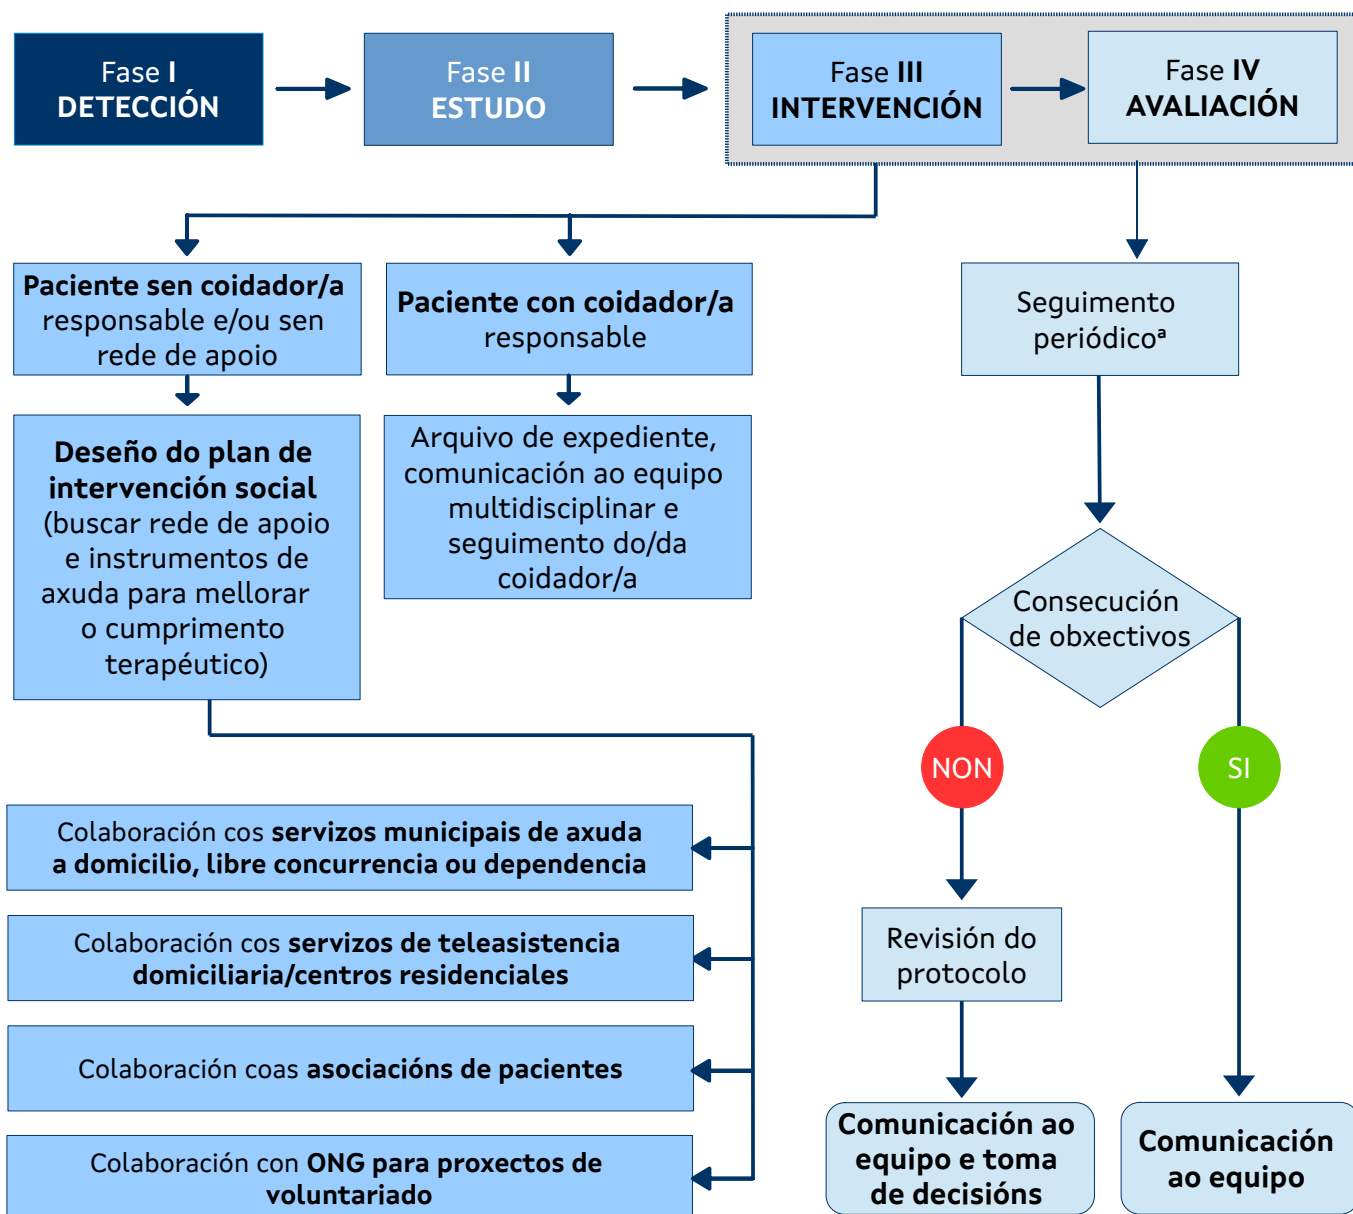 Fase I
DETECCIÓN
Fase II
ESTUDO
Fase III
INTERVENCIÓN
Fase IV
AVALIACIÓN
Paciente sen coidador/a
responsable e/ou sen
rede de apoio
Paciente con coidador/a
responsable
Seguimento
periódicoª
Deseño do plan de
intervención social
(buscar rede de apoio
e instrumentos de
axuda para mellorar
o cumprimento
terapéutico)
Arquivo de expediente,
comunicación ao equipo
multidisciplinar e
seguimento do/da
coidador/a
Consecución
de obxectivos
NON
SI
Colaboración cos servizos municipais de axuda
a domicilio, libre concurrencia ou dependencia
Colaboración cos servizos de teleasistencia
domiciliaria/centros residenciales
Colaboración coas asociacións de pacientes
Colaboración con ONG para proxectos de
voluntariado
Revisión do
protocolo
Comunicación ao
equipo e toma
de decisións
Comunicación
ao equipo